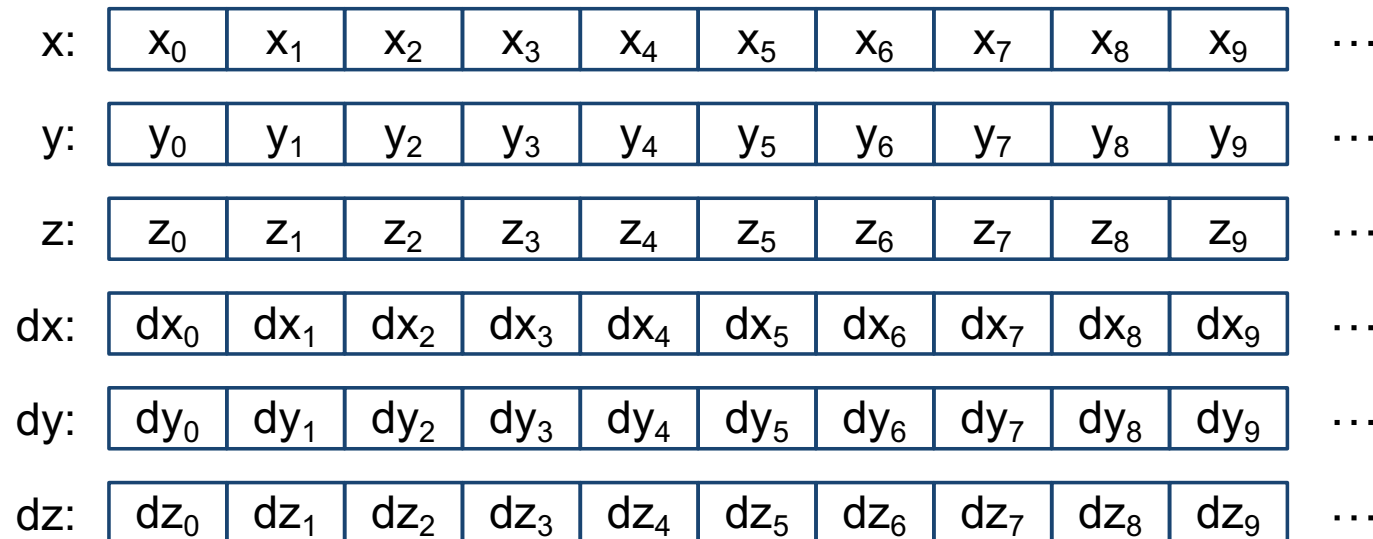 x: x₀ x₁ x₂ x₃ x₄ x₅ x₆ x₇ x₈ x₉ ...
y: y₀ y₁ y₂ y₃ y₄ y₅ y₆ y₇ y₈ y₉ ...
z: z₀ z₁ z₂ z₃ z₄ z₅ z₆ z₇ z₈ z₉ ...
dx: dx₀ dx₁ dx₂ dx₃ dx₄ dx₅ dx₆ dx₇ dx₈ dx₉ ...
dy: dy₀ dy₁ dy₂ dy₃ dy₄ dy₅ dy₆ dy₇ dy₈ dy₉ ...
dz: dz₀ dz₁ dz₂ dz₃ dz₄ dz₅ dz₆ dz₇ dz₈ dz₉ ...